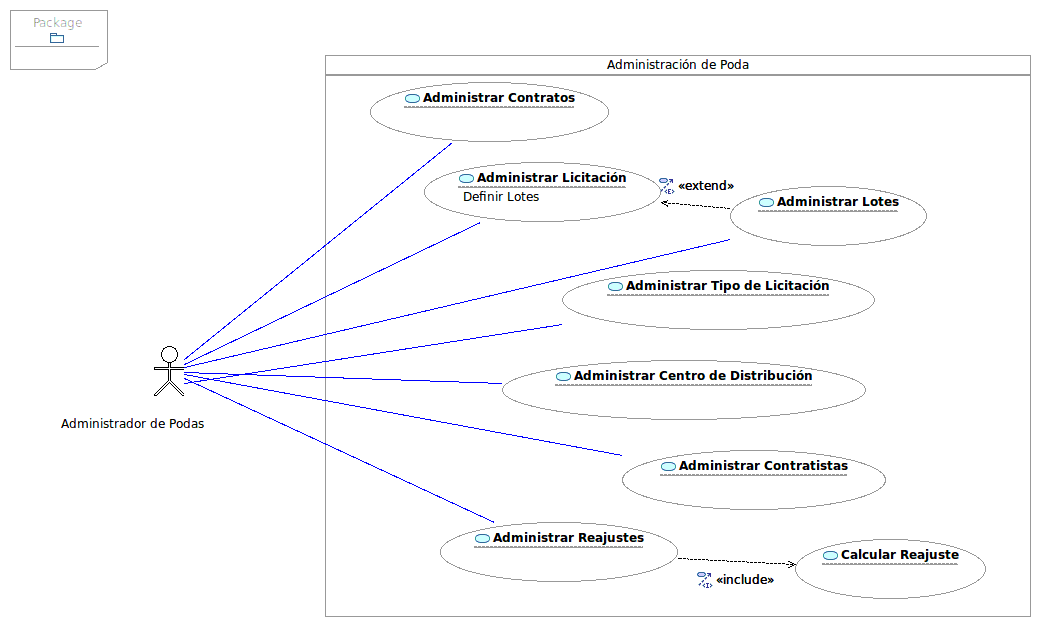 Package
Administración de Poda
Administrar Contratos
Administrar Licitación
Definir Lotes
«extend»
Administrar Lotes
Administrar Tipo de Licitación
Administrar Centro de Distribución
Administrador de Podas
Administrar Contratistas
Administrar Reajustes
Calcular Reajuste
«include»